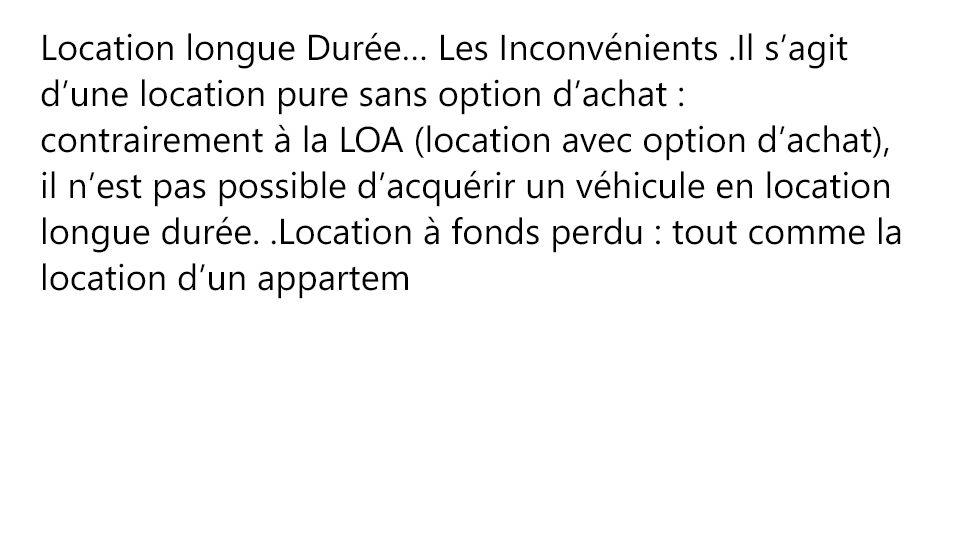 Location longue Durée... Les Inconvénients .Il s’agit
d’une location pure sans option d’achat :
contrairement à la LOA (location avec option d’achat),
il n’est pas possible d’acquérir un véhicule en location
longue durée. .Location à fonds perdu : tout comme la
location d’un appartem